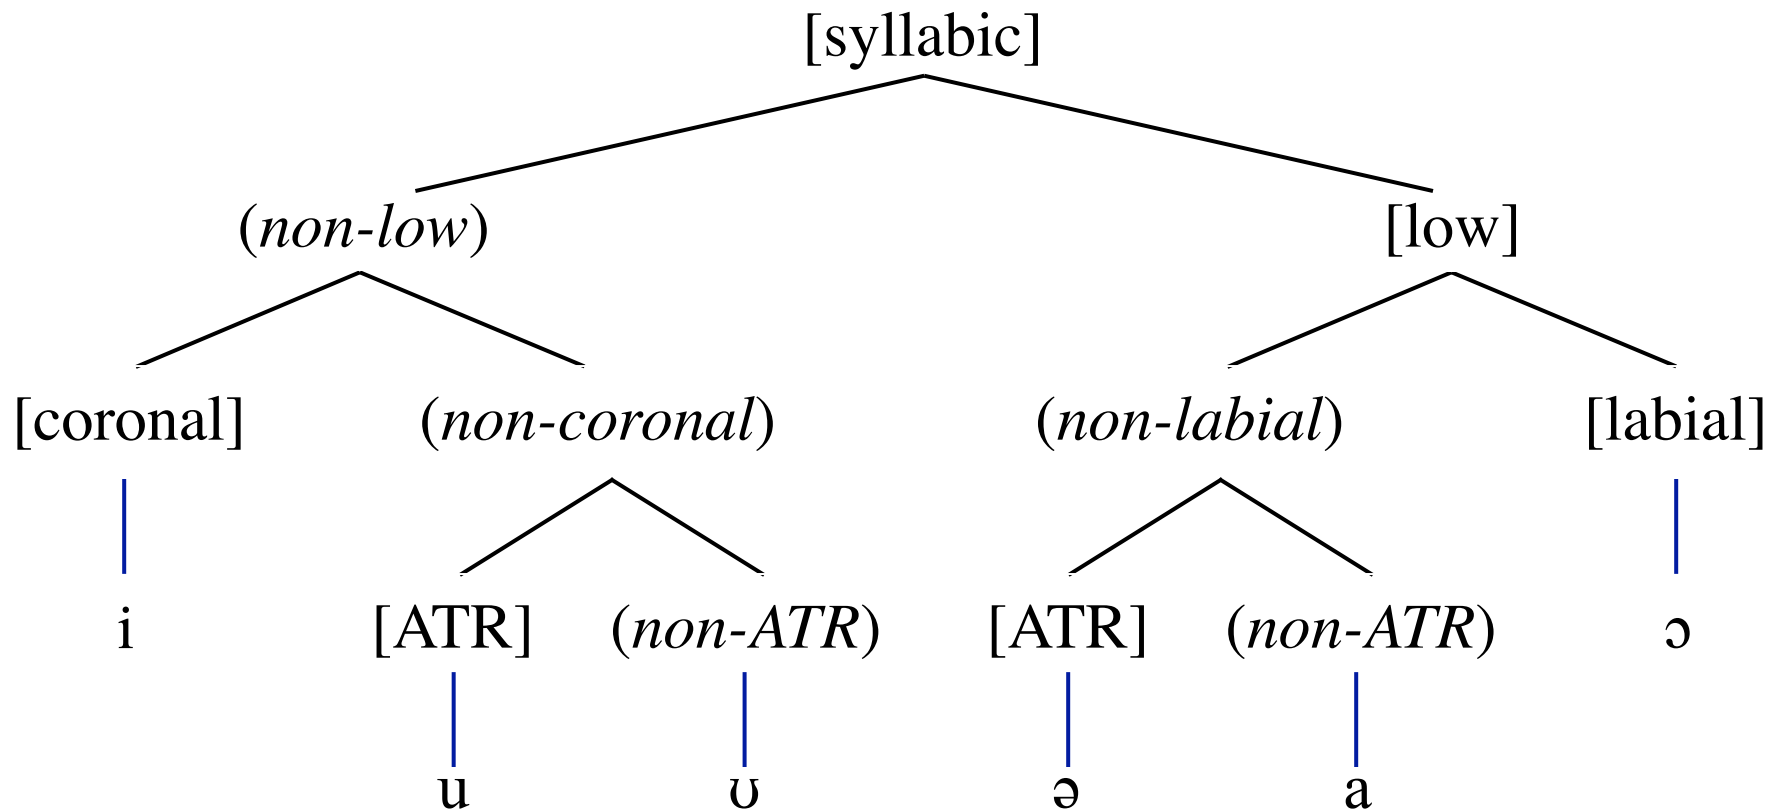 [syllabic]
(non-low) [low]
[coronal] (non-coronal) (non-labial) [labial]
i [ATR] (non-ATR) [ATR] (non-ATR) ɔ
u ʊ ə a